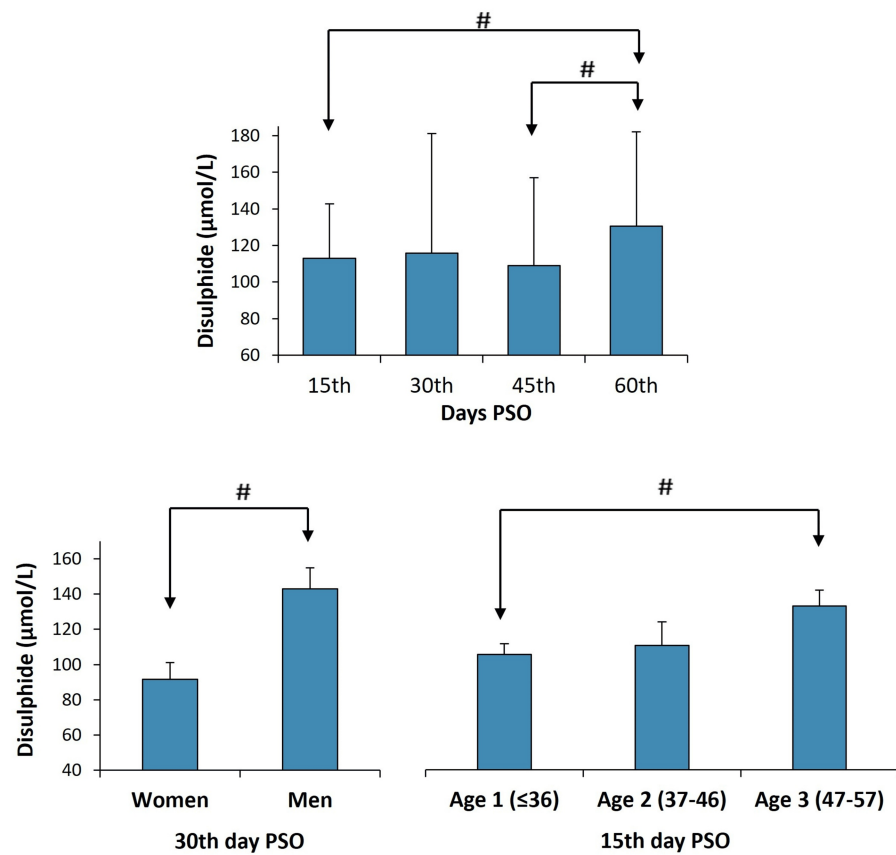 #
#
Disulphide (µmol/L)
180
160
140
120
100
80
60
15th 30th 45th 60th
Days PSO
#
Disulphide (µmol/L)
160
140
120
100
80
60
40
Women Men
30th day PSO
#
Age 1 (≤36) Age 2 (37-46) Age 3 (47-57)
15th day PSO